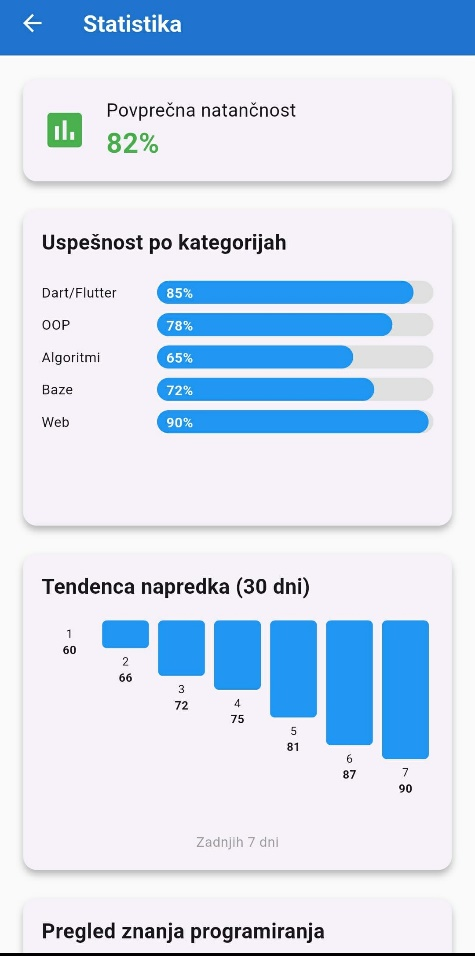 Statistika
Povprečna natančnost
82%
Uspešnost po kategorijah
Dart/Flutter 85%
OOP 78%
Algoritmi 65%
Baze 72%
Web 90%
Tendenca napredka (30 dni)
1
60
2
66
3
72
4
75
5
81
6
87
7
90
Zadnjih 7 dni
Pregled znanja programiranja